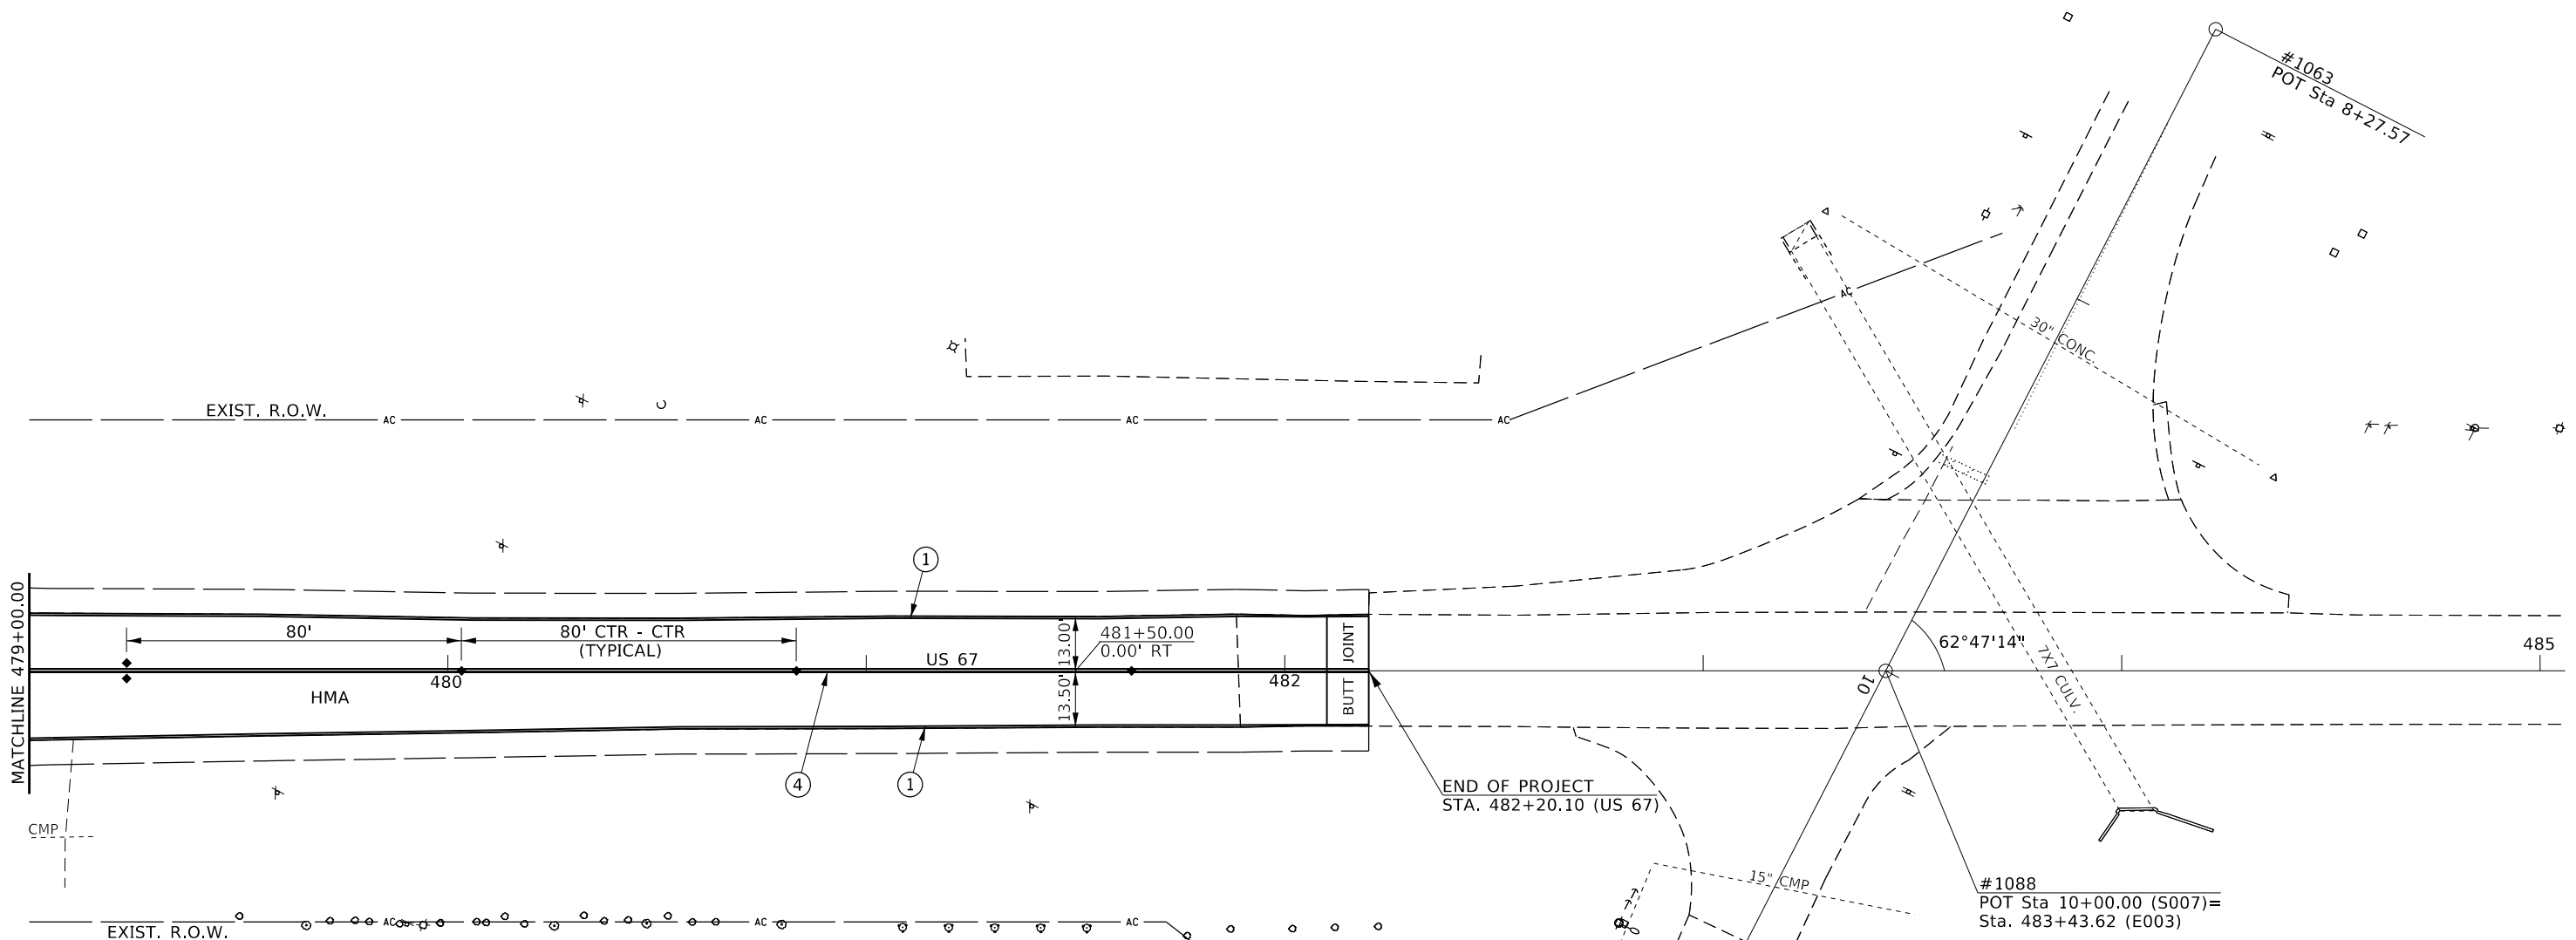 #1063
POT Sta 8+27.57
AC
30" CONC.
EXIST. R.O.W.
AC
AC
AC
AC
1
MATCHLINE 479+00.00
80'
80' CTR - CTR
(TYPICAL)
13.00'
481+50.00
0.00' RT
BUTT JOINT
62°47'14"
485
US 67
480
482
10
7X7 CULV.
HMA
13.50'
4
1
END OF PROJECT
STA. 482+20.10 (US 67)
CMP
15" CMP
#1088
POT Sta 10+00.00 (S007)=
Sta. 483+43.62 (E003)
AC
AC
AC
EXIST. R.O.W.